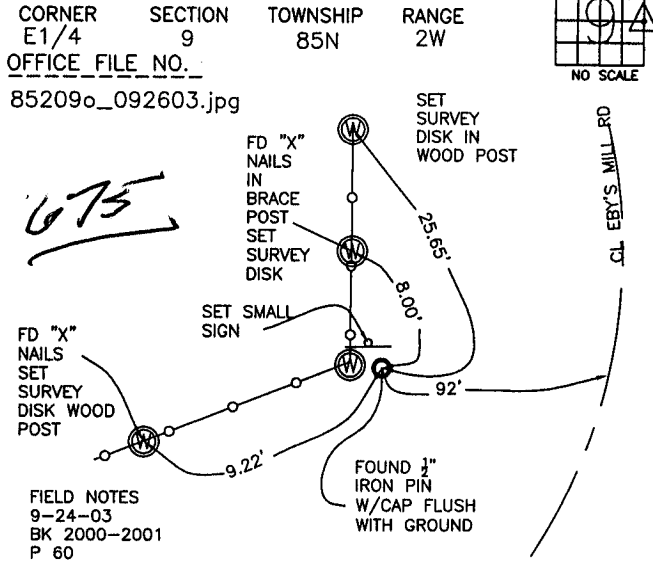 CORNER SECTION TOWNSHIP RANGE
E1/4 9 85N 2W
OFFICE FILE NO.
85209o_092603.jpg
9
NO SCALE
675
SET
SURVEY
DISK IN
WOOD POST
FD "X"
NAILS
IN
BRACE
POST
SET
SURVEY
DISK
W
W
W
W
25.65'
8.00'
CL EBY'S MILL RD
SET SMALL
SIGN
FD "X"
NAILS
SET
SURVEY
DISK WOOD
POST
92'
9.22'
FOUND ½"
IRON PIN
W/CAP FLUSH
WITH GROUND
FIELD NOTES
9-24-03
BK 2000-2001
P 60